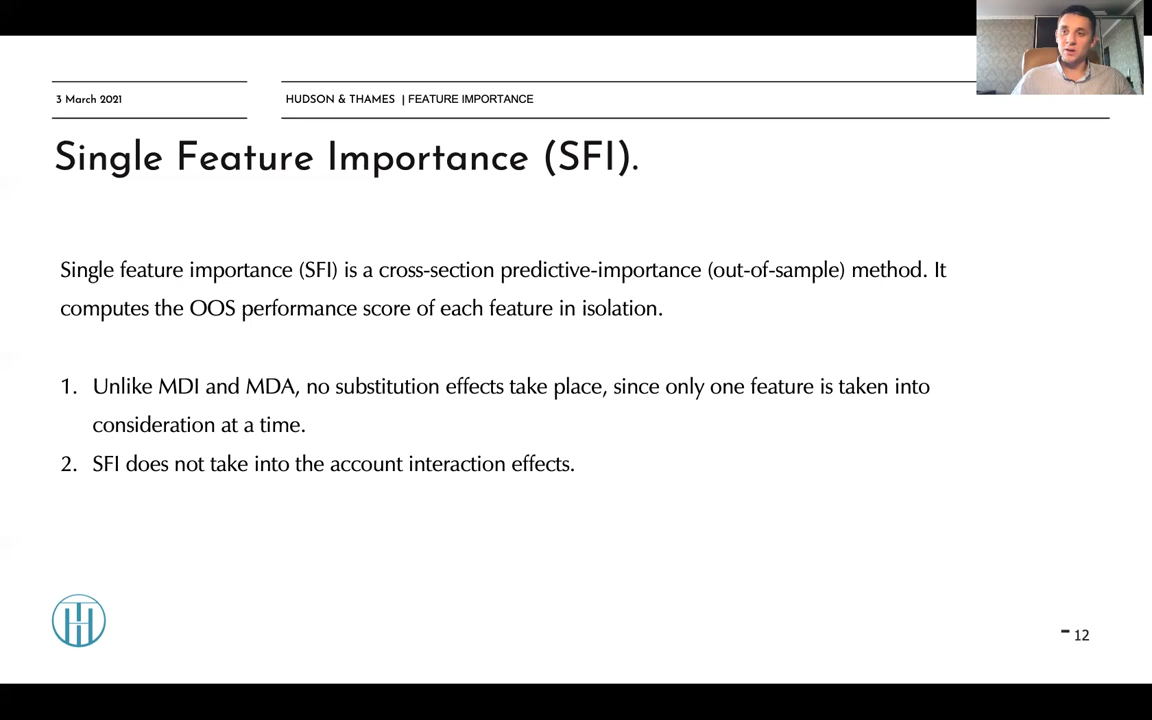 3 March 2021
HUDSON & THAMES | FEATURE IMPORTANCE
Single Feature Importance (SFI).
Single feature importance (SFI) is a cross-section predictive-importance (out-of-sample) method. It
computes the OOS performance score of each feature in isolation.
1. Unlike MDI and MDA, no substitution effects take place, since only one feature is taken into
consideration at a time.
2. SFI does not take into the account interaction effects.
12